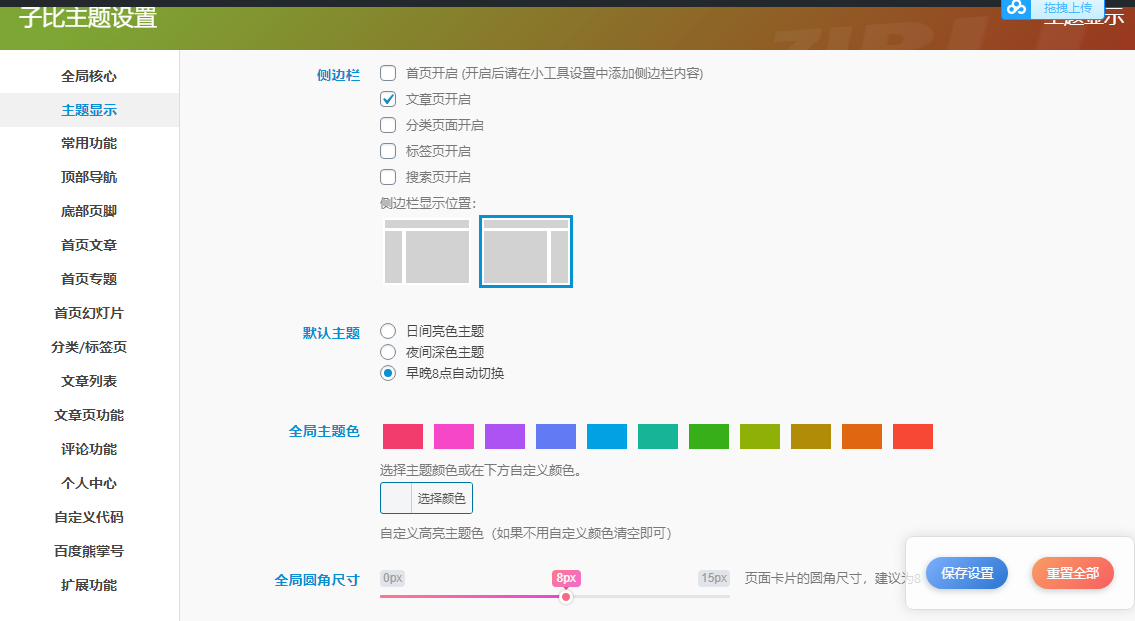 子比主题设置
拖拽上传
主题显示
全局核心
主题显示
常用功能
顶部导航
底部页脚
首页文章
首页专题
首页幻灯片
分类/标签页
文章列表
文章页功能
评论功能
个人中心
自定义代码
百度熊掌号
扩展功能
侧边栏
首页开启 (开启后请在小工具设置中添加侧边栏内容)
文章页开启
分类页面开启
标签页开启
搜索页开启
侧边栏显示位置:
默认主题
日间亮色主题
夜间深色主题
早晚8点自动切换
全局主题色
选择主题颜色或在下方自定义颜色。
选择颜色
自定义高亮主题色（如果不用自定义颜色清空即可）
全局圆角尺寸
0px
8px
15px
页面卡片的圆角尺寸，建议为8
保存设置
重置全部